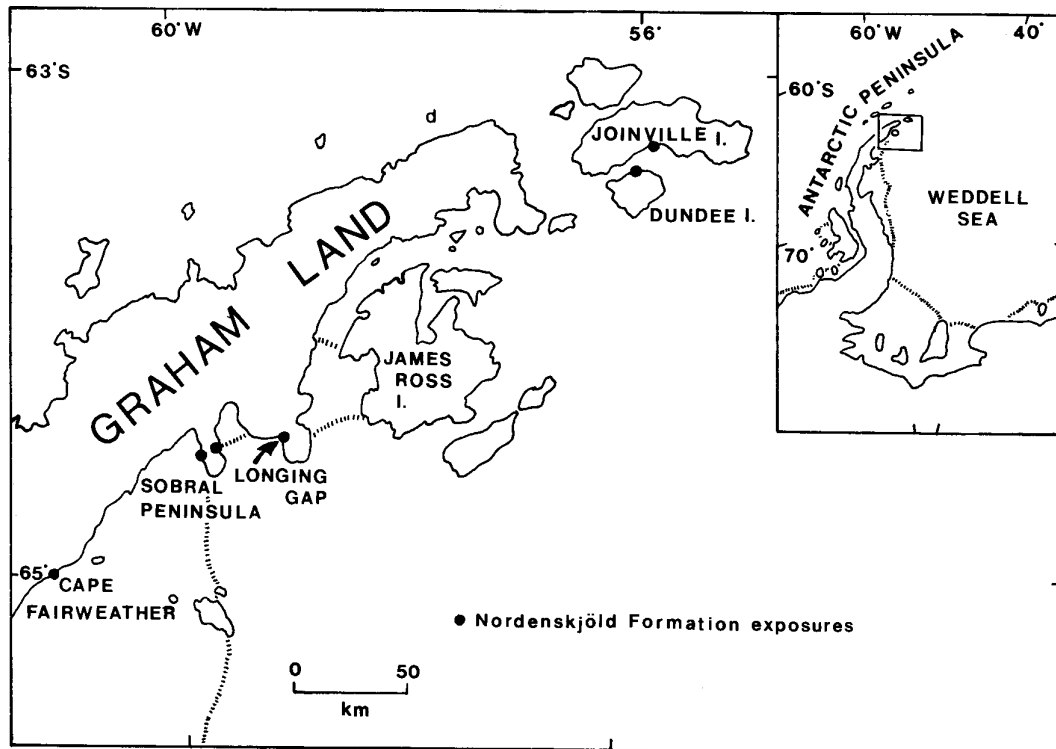 60°W
56°
63°S
d
JOINVILLE I.
DUNDEE I.
GRAHAM LAND
JAMES
ROSS
I.
LONGING
GAP
SOBRAL
PENINSULA
65°
CAPE
FAIRWEATHER
● Nordenskjöld Formation exposures
0 50
km
60°W 40°
60°S
ANTARCTIC PENINSULA
WEDDELL
SEA
70°